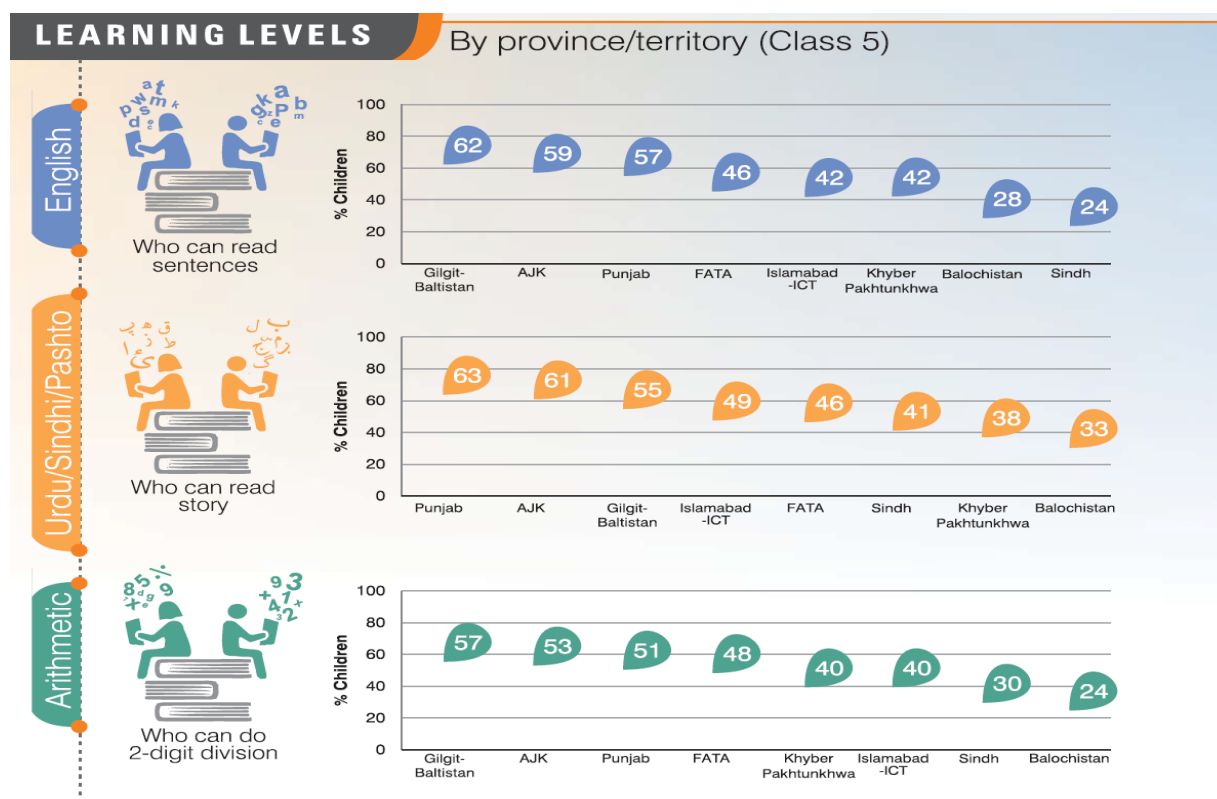 LEARNING LEVELS
By province/territory (Class 5)
English
Who can read
sentences
% Children
100
80
60
40
20
0
62
59
57
46
42
42
28
24
Gilgit-
Baltistan
AJK
Punjab
FATA
Islamabad
-ICT
Khyber
Pakhtunkhwa
Balochistan
Sindh
Urdu/Sindhi/Pashto
Who can read
story
% Children
100
80
60
40
20
0
63
61
55
49
46
41
38
33
Punjab
AJK
Gilgit-
Baltistan
Islamabad
-ICT
FATA
Sindh
Khyber
Pakhtunkhwa
Balochistan
Arithmetic
Who can do
2-digit division
% Children
100
80
60
40
20
0
57
53
51
48
40
40
30
24
Gilgit-
Baltistan
AJK
Punjab
FATA
Khyber
Pakhtunkhwa
Islamabad
-ICT
Sindh
Balochistan